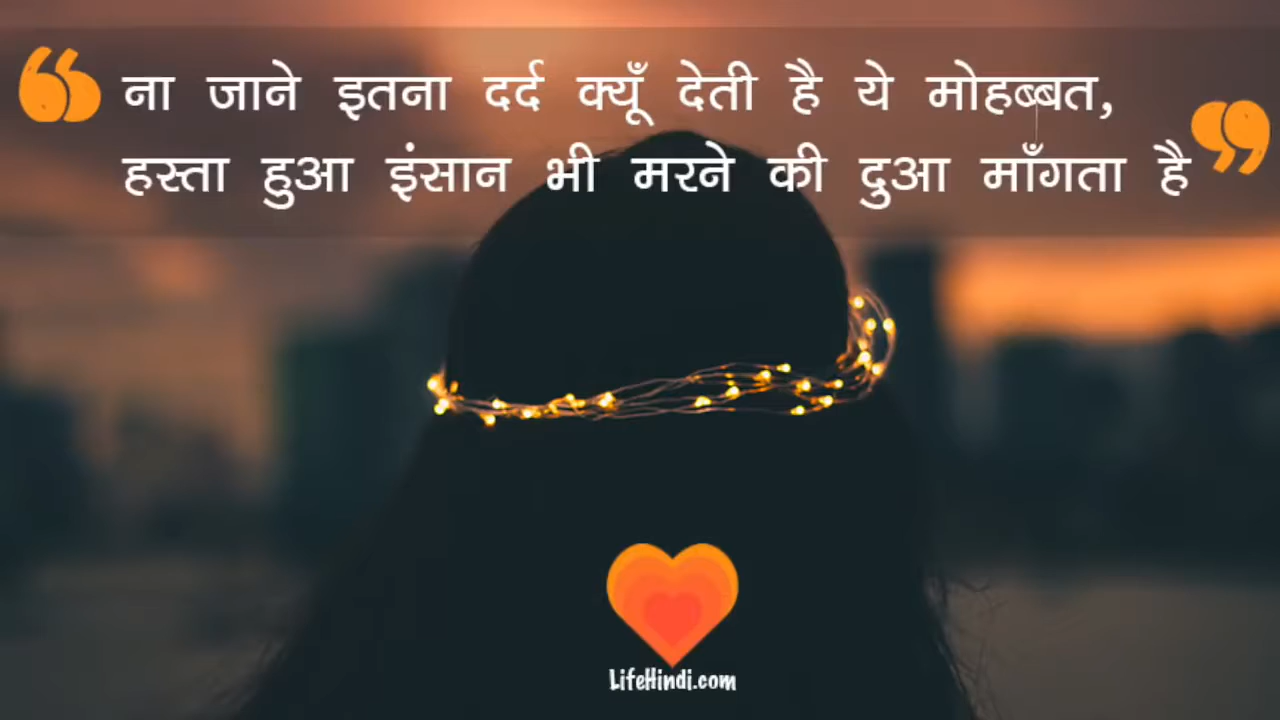 ना जाने इतना दर्द क्यूँ देती है ये मोहब्बत,
हस्ता हुआ इंसान भी मरने की दुआ माँगता है
LifeHindi.com